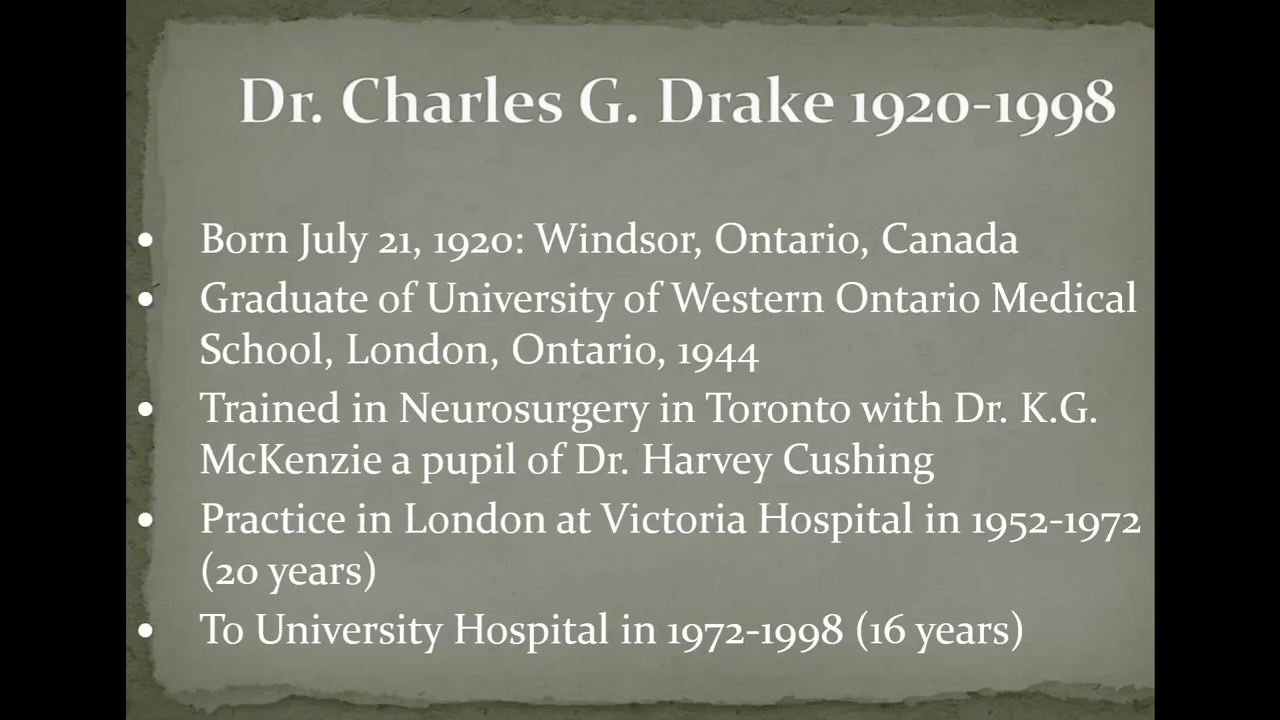 Dr. Charles G. Drake 1920-1998
• Born July 21, 1920: Windsor, Ontario, Canada
• Graduate of University of Western Ontario Medical
School, London, Ontario, 1944
• Trained in Neurosurgery in Toronto with Dr. K.G.
McKenzie a pupil of Dr. Harvey Cushing
• Practice in London at Victoria Hospital in 1952-1972
(20 years)
• To University Hospital in 1972-1998 (16 years)